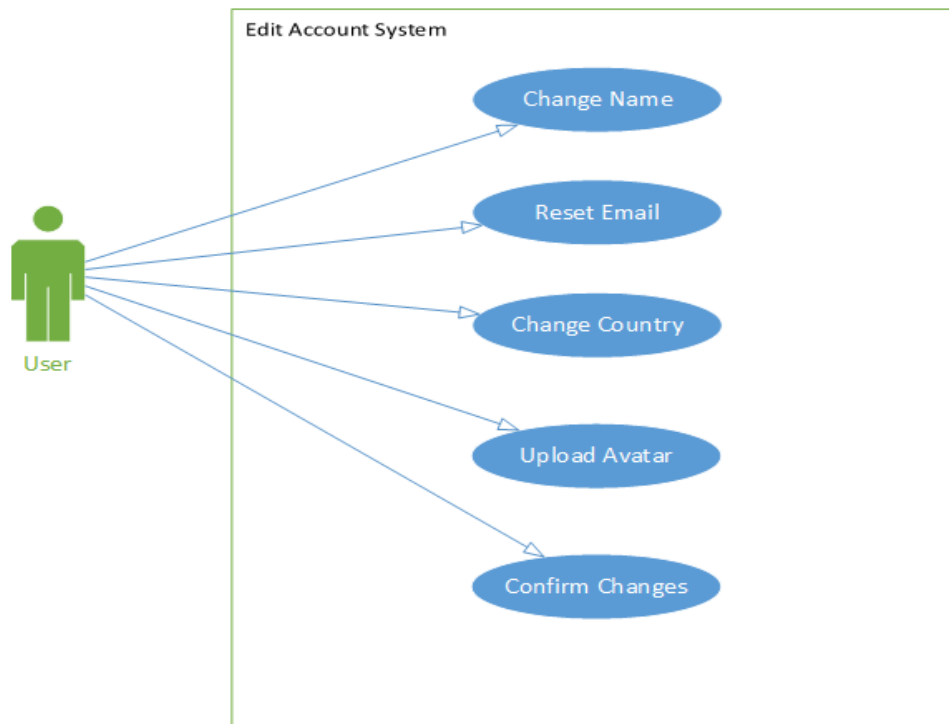 Edit Account System
Change Name
Reset Email
Change Country
User
Upload Avatar
Confirm Changes